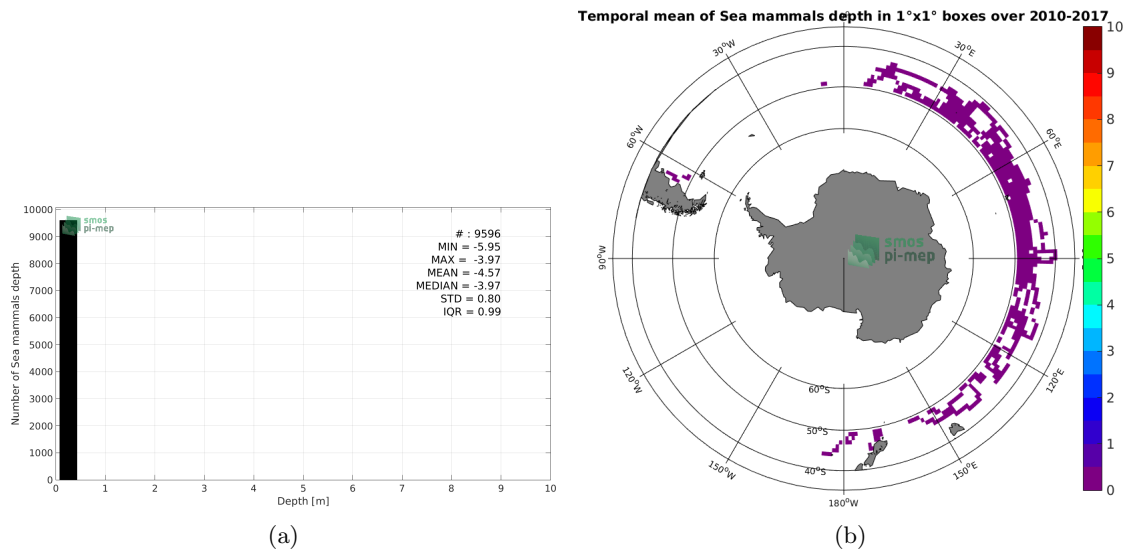 Temporal mean of Sea mammals depth in 1°x1° boxes over 2010-2017
10000
9000
8000
7000
6000
5000
4000
3000
2000
1000
0
Number of Sea mammals depth
smos
pi-mep
# : 9596
MIN = -5.95
MAX = -3.97
MEAN = -4.57
MEDIAN = -3.97
STD = 0.80
IQR = 0.99
0 1 2 3 4 5 6 7 8 9 10
Depth [m]
(a)
30°W
30°E
60°W
60°E
90°W
smos
pi-mep
120°W
120°E
150°W
150°E
180°W
60°S
50°S
40°S
10
9
8
7
6
5
4
3
2
1
0
(b)